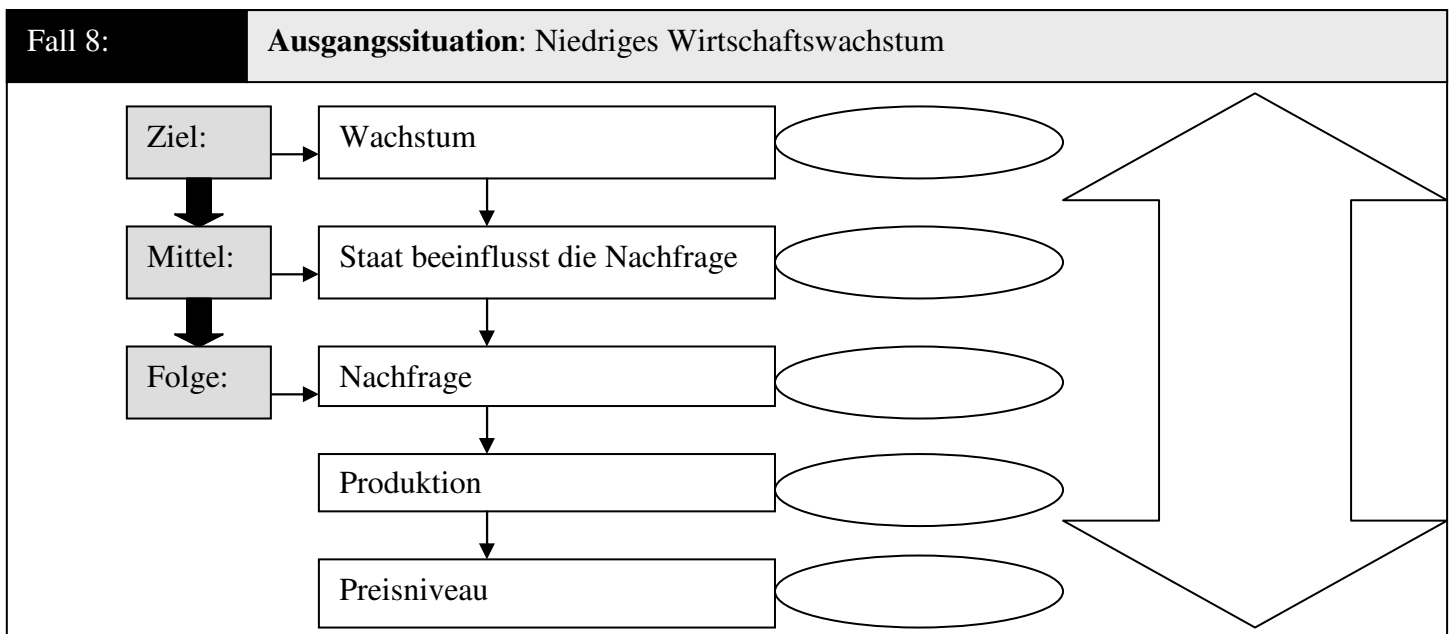 Fall 8:
Ausgangssituation: Niedriges Wirtschaftswachstum
Ziel:
Wachstum
Mittel:
Staat beeinflusst die Nachfrage
Folge:
Nachfrage
Produktion
Preisniveau